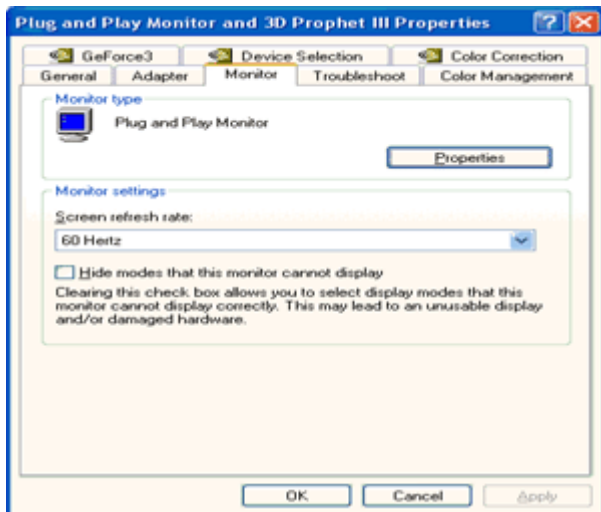 Plug and Play Monitor and 3D Prophet III Properties
GeForce3 Device Selection Color Correction
General Adapter Monitor Troubleshoot Color Management
Monitor type
Plug and Play Monitor
Properties
Monitor settings
Screen refresh rate:
60 Hertz
Hide modes that this monitor cannot display
Clearing this check box allows you to select display modes that this
monitor cannot display correctly. This may lead to an unusable display
and/or damaged hardware.
OK Cancel Apply